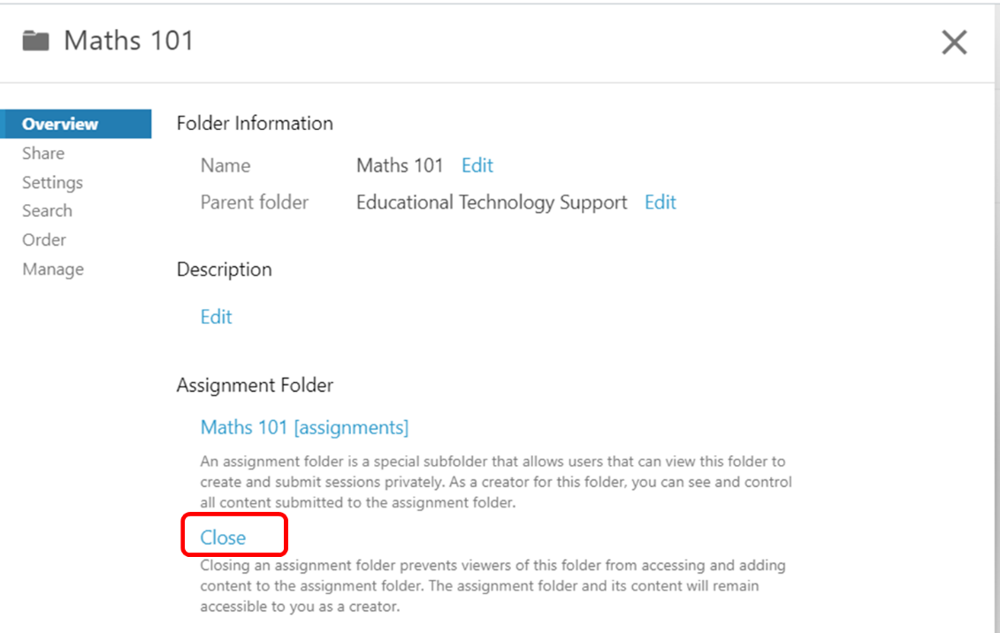 Maths 101
Overview
Share
Settings
Search
Order
Manage
Folder Information
Name Maths 101 Edit
Parent folder Educational Technology Support Edit
Description
Edit
Assignment Folder
Maths 101 [assignments]
An assignment folder is a special subfolder that allows users that can view this folder to
create and submit sessions privately. As a creator for this folder, you can see and control
all content submitted to the assignment folder.
Close
Closing an assignment folder prevents viewers of this folder from accessing and adding
content to the assignment folder. The assignment folder and its content will remain
accessible to you as a creator.